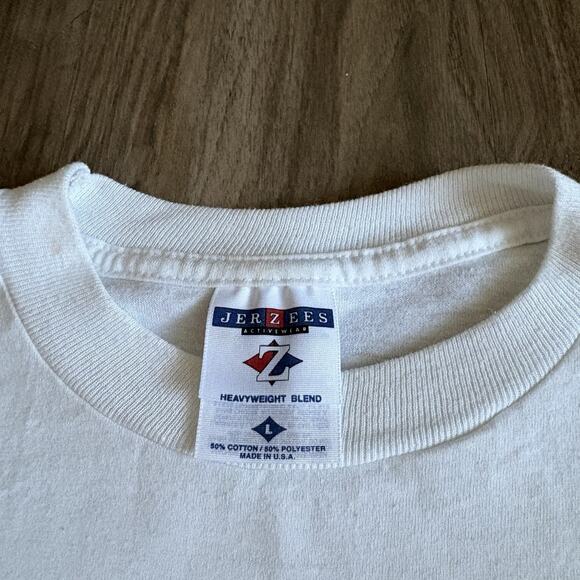 JERZEES
ACTIVEWEAR
Z
HEAVYWEIGHT BLEND
L
50% COTTON / 50% POLYESTER
MADE IN U.S.A.